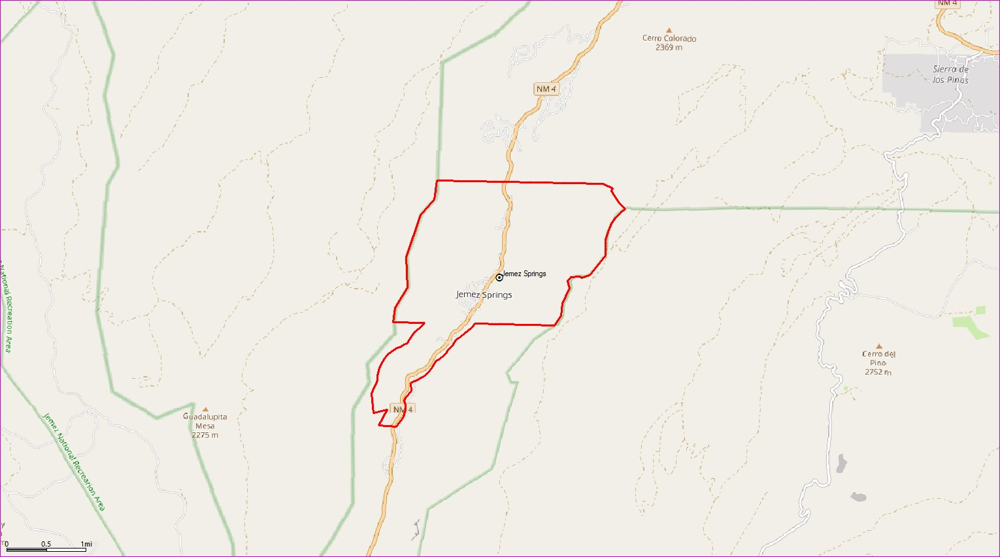 NM 4
Cerro Colorado
2369 m
Sierra de
los Pinos
NM 4
Jemez Springs
Jemez Springs
National Recreation Area
Cerro del
Pino
2752 m
NM 4
Guadalupita
Mesa
2275 m
Jemez National Recreation Area
0 0.5 1mi